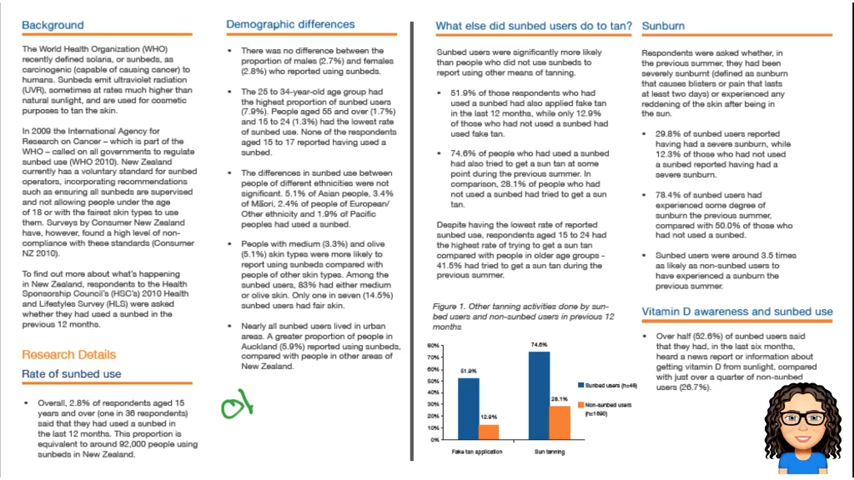 Background
The World Health Organization (WHO)
recently defined solaria, or sunbeds, as
carcinogenic (capable of causing cancer) to
humans. Sunbeds emit ultraviolet radiation
(UVR), sometimes at rates much higher than
natural sunlight, and are used for cosmetic
purposes to tan the skin.
In 2009 the International Agency for
Research on Cancer – which is part of the
WHO – called on all governments to regulate
sunbed use (WHO 2010). New Zealand
currently has a voluntary standard for sunbed
operators, incorporating recommendations
such as ensuring all sunbeds are supervised
and not allowing people under the age
of 18 or with the fairest skin types to use
them. Surveys by Consumer New Zealand
have, however, found a high level of non-
compliance with these standards (Consumer
NZ 2010).
To find out more about what's happening
in New Zealand, respondents to the Health
Sponsorship Council's (HSC's) 2010 Health
and Lifestyles Survey (HLS) were asked
whether they had used a sunbed in the
previous 12 months.
Research Details
Rate of sunbed use
• Overall, 2.8% of respondents aged 15
years and over (one in 36 respondents)
said that they had used a sunbed in
the last 12 months. This proportion is
equivalent to around 92,000 people using
sunbeds in New Zealand.
Demographic differences
• There was no difference between the
proportion of males (2.7%) and females
(2.8%) who reported using sunbeds.
• The 25 to 34-year-old age group had
the highest proportion of sunbed users
(7.9%). People aged 55 and over (1.7%)
and 15 to 24 (1.3%) had the lowest rate
of sunbed use. None of the respondents
aged 15 to 17 reported having used a
sunbed.
• The differences in sunbed use between
people of different ethnicities were not
significant. 5.1% of Asian people, 3.4%
of Māori, 2.4% of people of European/
Other ethnicity and 1.9% of Pacific
peoples had used a sunbed.
• People with medium (3.3%) and olive
(5.1%) skin types were more likely to
report using sunbeds compared with
people of other skin types. Among the
sunbed users, 83% had either medium
or olive skin. Only one in seven (14.5%)
sunbed users had fair skin.
• Nearly all sunbed users lived in urban
areas. A greater proportion of people in
Auckland (5.9%) reported using sunbeds,
compared with people in other areas of
New Zealand.
What else did sunbed users do to tan?
Sunbed users were significantly more likely
than people who did not use sunbeds to
report using other means of tanning.
• 51.9% of those respondents who had
used a sunbed had also applied fake tan
in the last 12 months, while only 12.9%
of those who had not used a sunbed had
used fake tan.
• 74.6% of people who had used a sunbed
had also tried to get a sun tan at some
point during the previous summer. In
comparison, 28.1% of people who had
not used a sunbed had tried to get a sun
tan.
Despite having the lowest rate of reported
sunbed use, respondents aged 15 to 24 had
the highest rate of trying to get a sun tan
compared with people in older age groups -
41.5% had tried to get a sun tan during the
previous summer.
Figure 1. Other tanning activities done by sun-
bed users and non-sunbed users in previous 12
months
80%
70%
60%
50%
40%
30%
20%
10%
0%
51.9%
12.9%
74.6%
28.1%
Fake tan application
Sun tanning
Sunbed users (n=46)
Non-sunbed users
(n=1690)
Sunburn
Respondents were asked whether, in
the previous summer, they had been
severely sunburnt (defined as sunburn
that causes blisters or pain that lasts
at least two days) or experienced any
reddening of the skin after being in
the sun.
• 29.8% of sunbed users reported
having had a severe sunburn, while
12.3% of those who had not used
a sunbed reported having had a
severe sunburn.
• 78.4% of sunbed users had
experienced some degree of
sunburn the previous summer,
compared with 50.0% of those who
had not used a sunbed.
• Sunbed users were around 3.5 times
as likely as non-sunbed users to
have experienced a sunburn the
previous summer.
Vitamin D awareness and sunbed use
• Over half (52.6%) of sunbed users said
that they had, in the last six months,
heard a news report or information about
getting vitamin D from sunlight, compared
with just over a quarter of non-sunbed
users (26.7%).